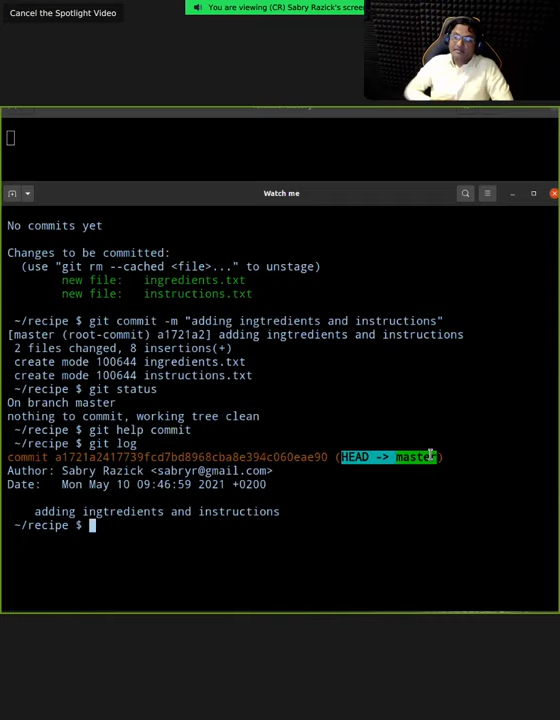 Cancel the Spotlight Video
You are viewing (CR) Sabry Razick's screen
Watch me
No commits yet
Changes to be committed:
(use "git rm --cached <file>..." to unstage)
new file: ingredients.txt
new file: instructions.txt
~/recipe $ git commit -m "adding ingtredients and instructions"
[master (root-commit) a1721a2] adding ingtredients and instructions
2 files changed, 8 insertions(+)
create mode 100644 ingredients.txt
create mode 100644 instructions.txt
~/recipe $ git status
On branch master
nothing to commit, working tree clean
~/recipe $ git help commit
~/recipe $ git log
commit a1721a2417739fcd7bd8968cba8e394c060eae90 (HEAD -> master)
Author: Sabry Razick <sabryr@gmail.com>
Date: Mon May 10 09:46:59 2021 +0200
adding ingtredients and instructions
~/recipe $